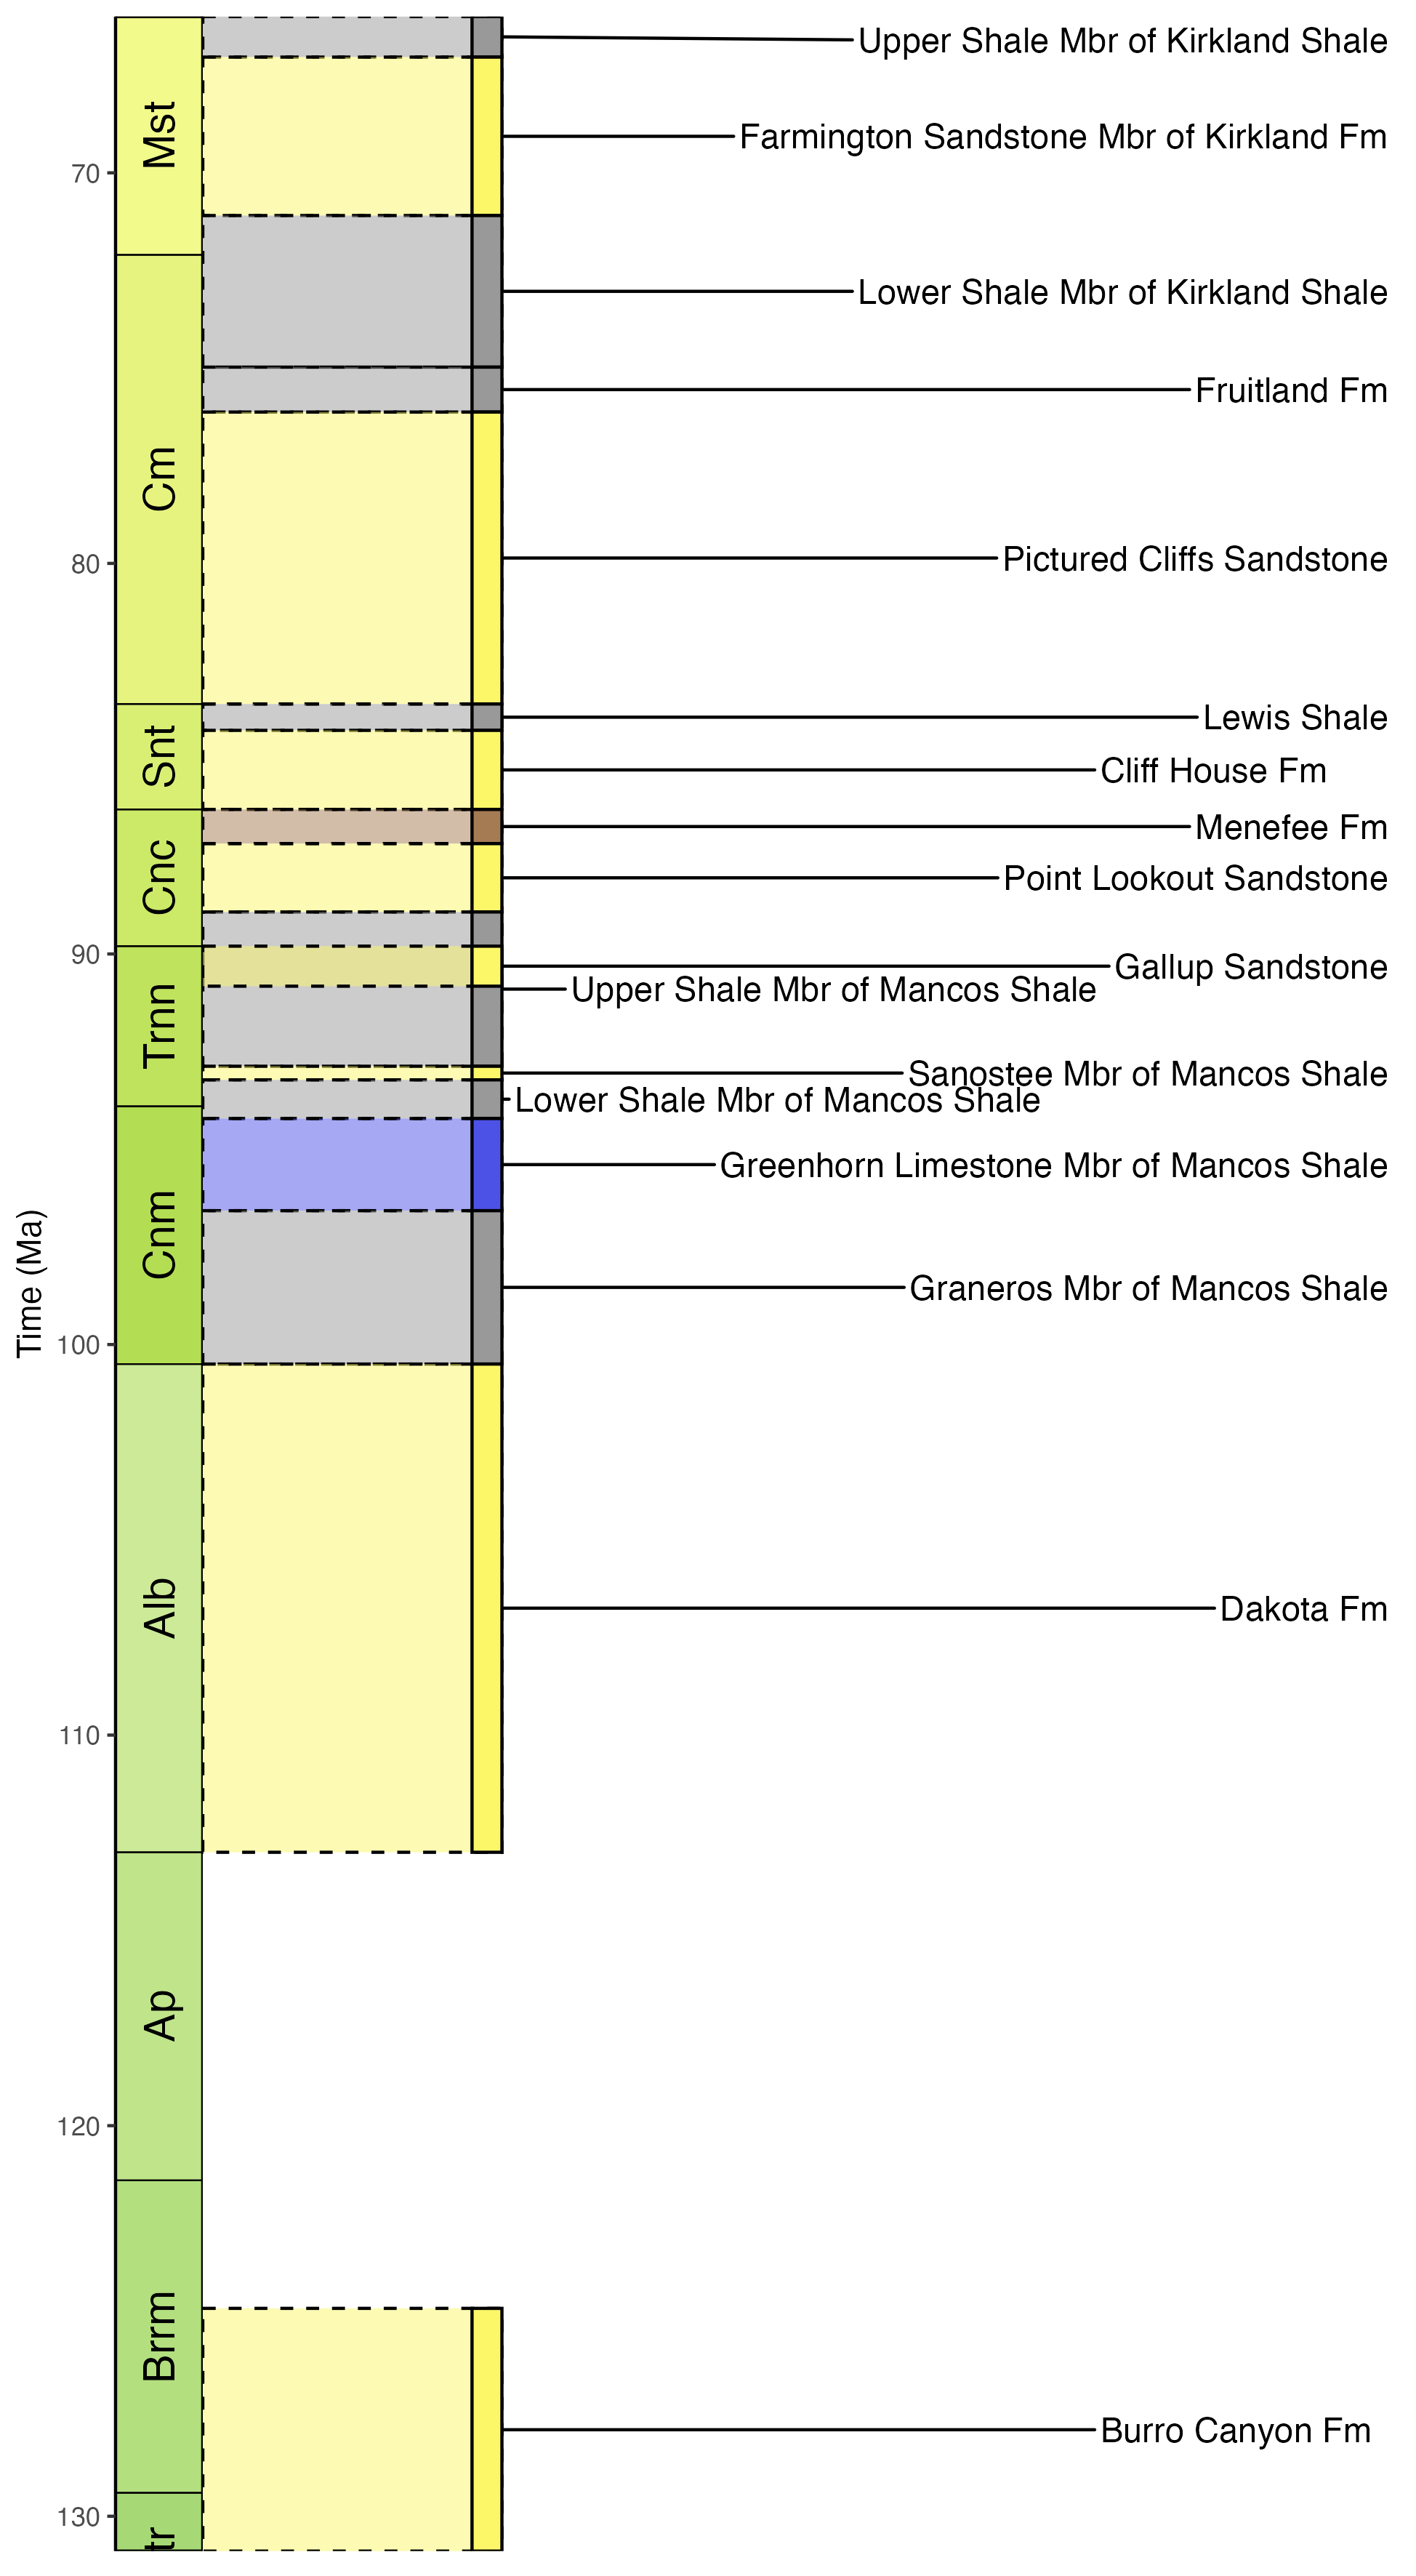 Upper Shale Mbr of Kirkland Shale
Mst
Farmington Sandstone Mbr of Kirkland Fm
70
Lower Shale Mbr of Kirkland Shale
Fruitland Fm
Cm
Pictured Cliffs Sandstone
80
Lewis Shale
Snt
Cliff House Fm
Menefee Fm
Cnc
Point Lookout Sandstone
90
Gallup Sandstone
Upper Shale Mbr of Mancos Shale
Trnn
Sanostee Mbr of Mancos Shale
Lower Shale Mbr of Mancos Shale
Greenhorn Limestone Mbr of Mancos Shale
Cnm
Time (Ma)
Graneros Mbr of Mancos Shale
100
Alb
Dakota Fm
110
Ap
120
Brrm
Burro Canyon Fm
130
tr